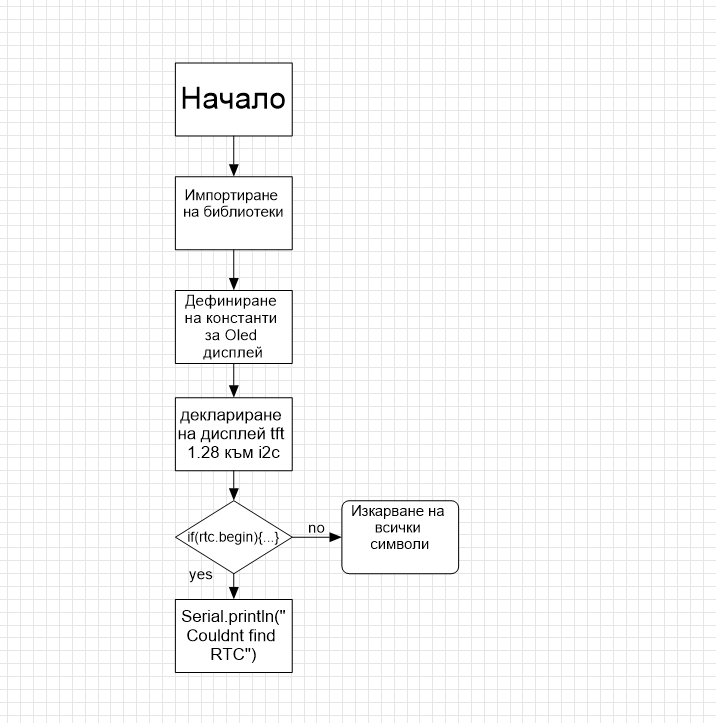 Начало
Импортиране
на библиотеки
Дефиниране
на константи
за Oled
дисплей
деклариране
на дисплей tft
1.28 към i2c
if(rtc.begin){...}
no
Изкарване на
всички
символи
yes
Serial.println("
Couldnt find
RTC")